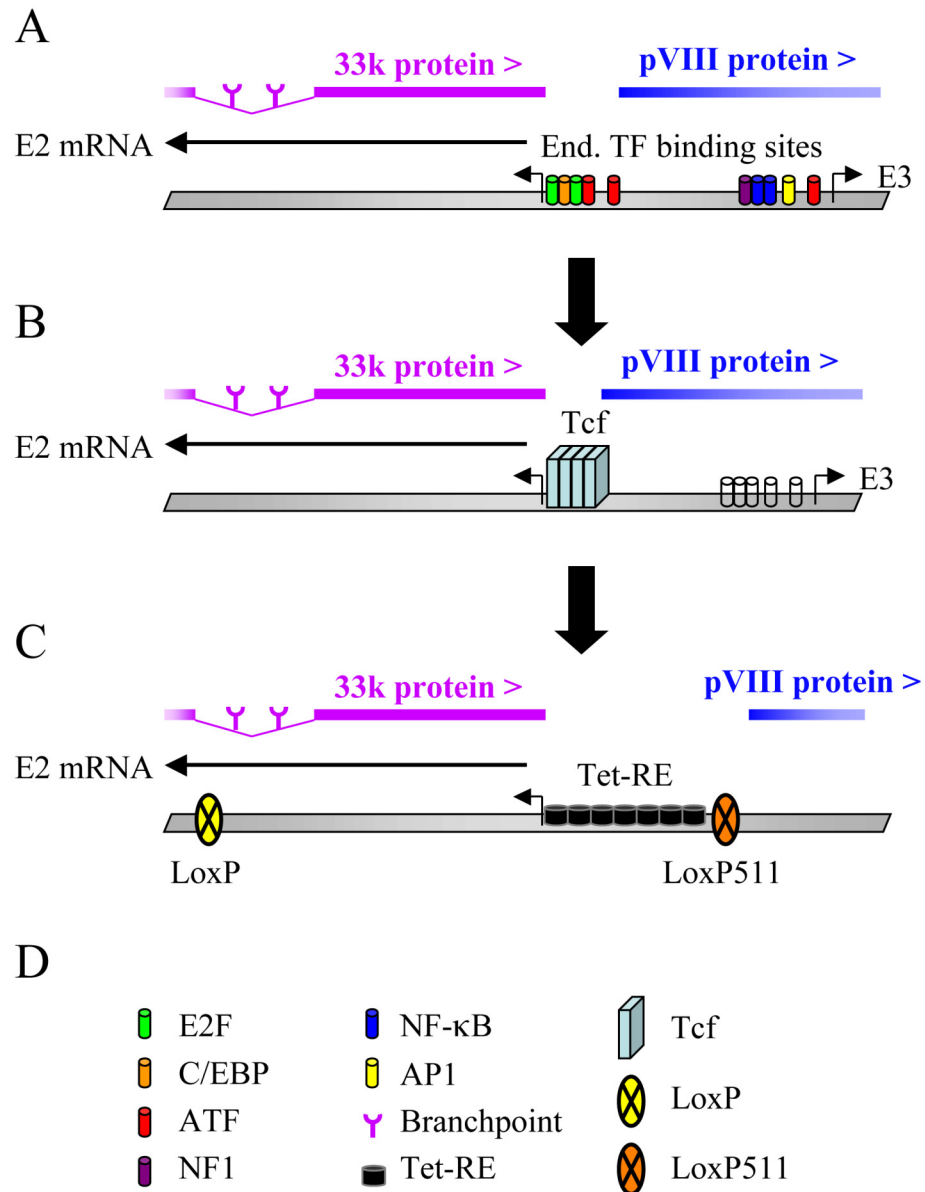 A
33k protein >
pVIII protein >
E2 mRNA
End. TF binding sites
E3
B
33k protein >
pVIII protein >
Tcf
E2 mRNA
E3
C
33k protein >
pVIII protein >
E2 mRNA
Tet-RE
LoxP
LoxP511
D
E2F
NF-κB
Tcf
C/EBP
AP1
LoxP
ATF
Branchpoint
NF1
Tet-RE
LoxP511